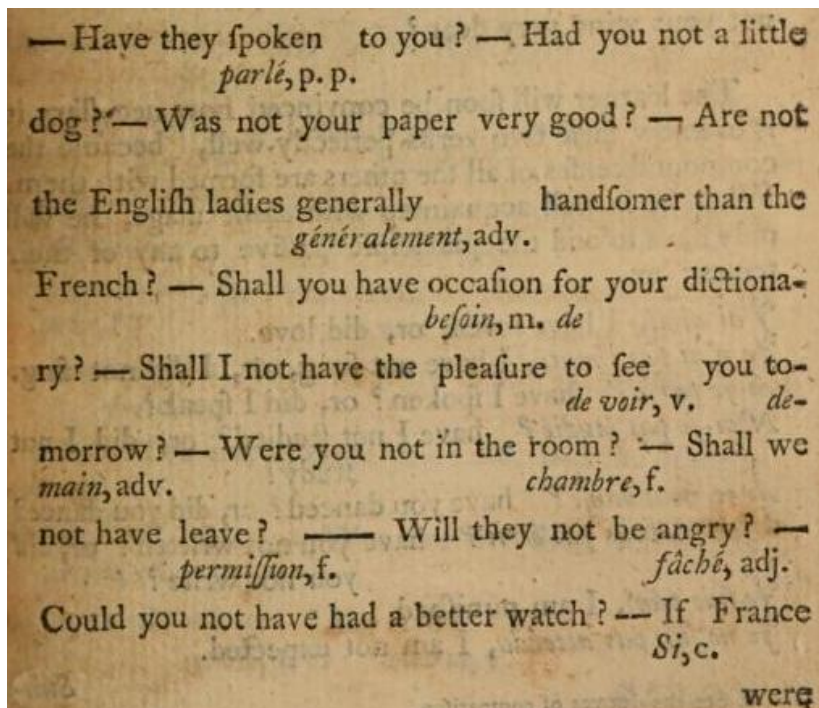 — Have they ſpoken to you ? — Had you not a little
parlé, p. p.
dog ? — Was not your paper very good ? — Are not
the Engliſh ladies generally handſomer than the
généralement, adv.
French ? — Shall you have occaſion for your dictiona-
beſoin, m. de
ry ? — Shall I not have the pleaſure to ſee you to-
de voir, v. de-
morrow ? — Were you not in the room ? — Shall we
main, adv. chambre, f.
not have leave ? —— Will they not be angry ? —
permiſſion, f. fâché, adj.
Could you not have had a better watch ? — If France
Si, c.
were